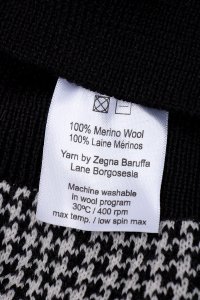 100% Merino Wool
100% Laine Mérinos
Yarn by Zegna Baruffa
Lane Borgosesia
Machine washable
in wool program
30ºC / 400 rpm
max temp. / low spin max